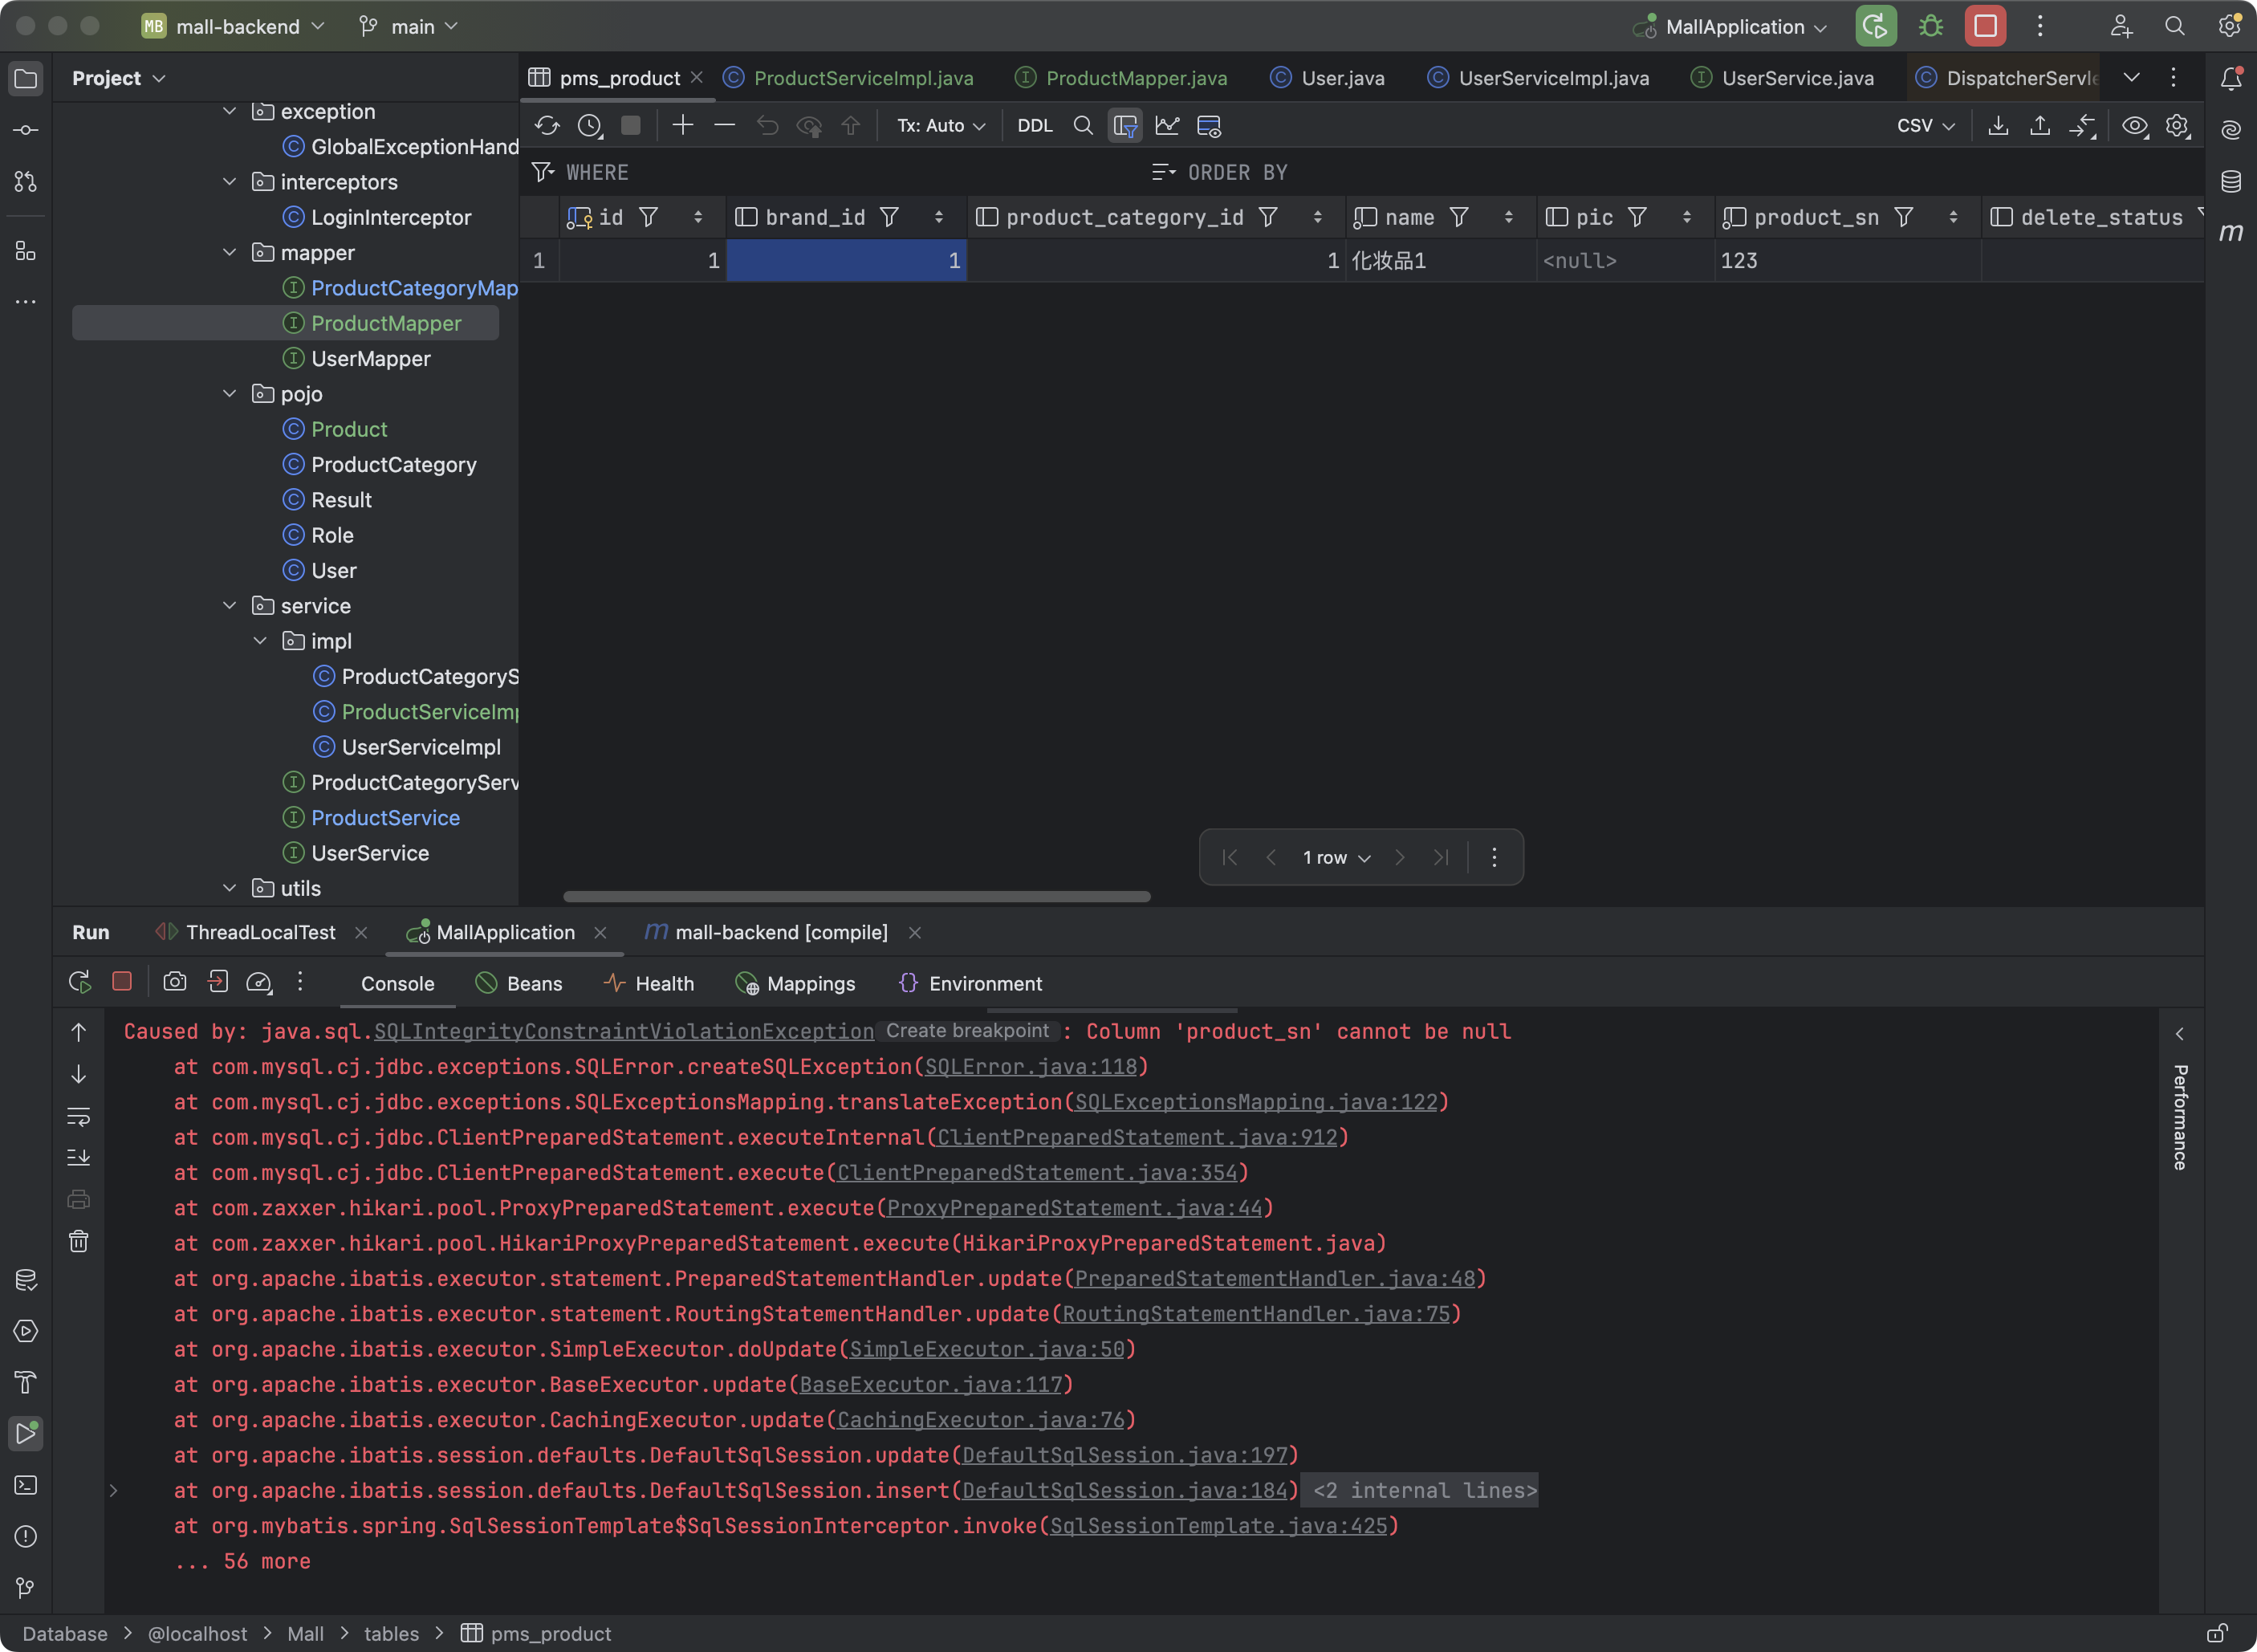 MB mall-backend main MallApplication
Project
exception
GlobalExceptionHand
interceptors
LoginInterceptor
mapper
ProductCategoryMap
ProductMapper
UserMapper
pojo
Product
ProductCategory
Result
Role
User
service
impl
ProductCategoryS
ProductServiceImp
UserServiceImpl
ProductCategoryServ
ProductService
UserService
utils
pms_product ProductServiceImpl.java ProductMapper.java User.java UserServiceImpl.java UserService.java DispatcherServle
Tx: Auto DDL CSV
WHERE ORDER BY
id brand_id product_category_id name pic product_sn delete_status
1 1 1 1 化妆品1 <null> 123
1 row
Run ThreadLocalTest MallApplication mall-backend [compile]
Console Beans Health Mappings Environment
Caused by: java.sql.SQLIntegrityConstraintViolationException Create breakpoint : Column 'product_sn' cannot be null
at com.mysql.cj.jdbc.exceptions.SQLError.createSQLException(SQLError.java:118)
at com.mysql.cj.jdbc.exceptions.SQLExceptionsMapping.translateException(SQLExceptionsMapping.java:122)
at com.mysql.cj.jdbc.ClientPreparedStatement.executeInternal(ClientPreparedStatement.java:912)
at com.mysql.cj.jdbc.ClientPreparedStatement.execute(ClientPreparedStatement.java:354)
at com.zaxxer.hikari.pool.ProxyPreparedStatement.execute(ProxyPreparedStatement.java:44)
at com.zaxxer.hikari.pool.HikariProxyPreparedStatement.execute(HikariProxyPreparedStatement.java)
at org.apache.ibatis.executor.statement.PreparedStatementHandler.update(PreparedStatementHandler.java:48)
at org.apache.ibatis.executor.statement.RoutingStatementHandler.update(RoutingStatementHandler.java:75)
at org.apache.ibatis.executor.SimpleExecutor.doUpdate(SimpleExecutor.java:50)
at org.apache.ibatis.executor.BaseExecutor.update(BaseExecutor.java:117)
at org.apache.ibatis.executor.CachingExecutor.update(CachingExecutor.java:76)
at org.apache.ibatis.session.defaults.DefaultSqlSession.update(DefaultSqlSession.java:197)
at org.apache.ibatis.session.defaults.DefaultSqlSession.insert(DefaultSqlSession.java:184) <2 internal lines>
at org.mybatis.spring.SqlSessionTemplate$SqlSessionInterceptor.invoke(SqlSessionTemplate.java:425)
... 56 more
Performance
Database > @localhost > Mall > tables > pms_product